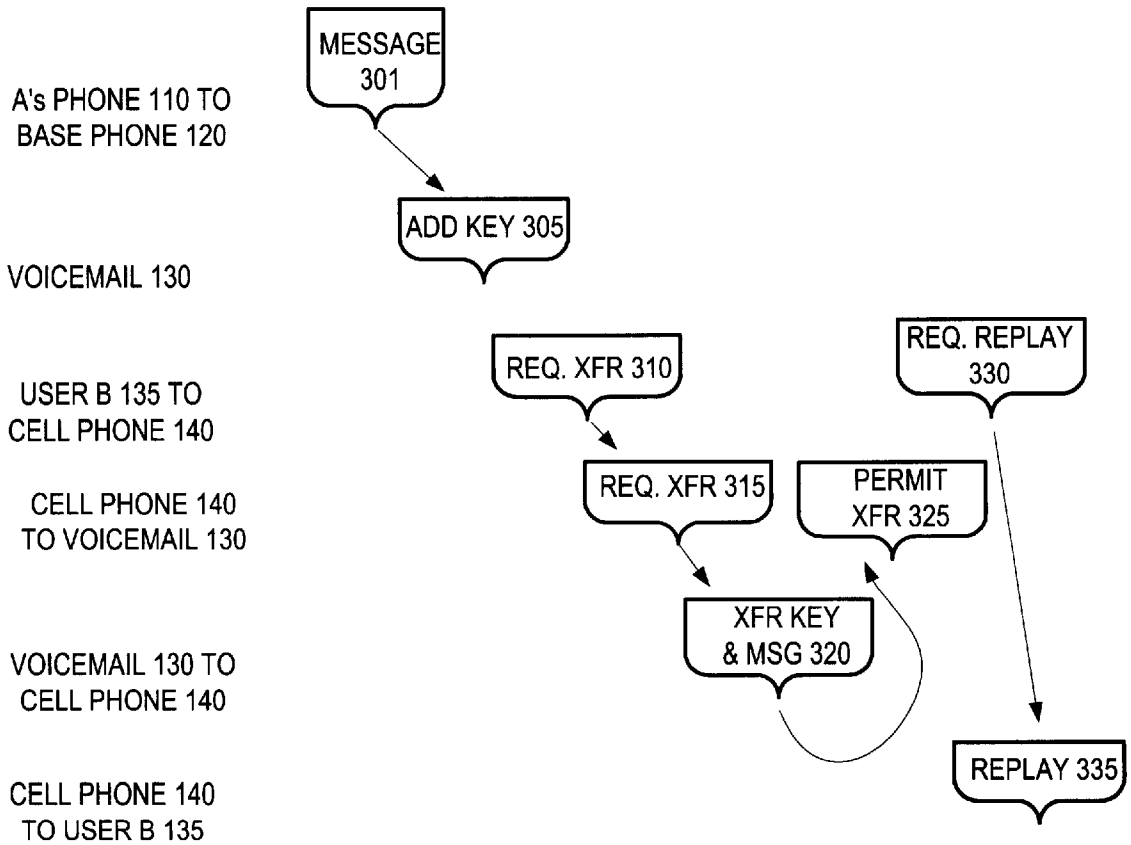 MESSAGE
301
A's PHONE 110 TO
BASE PHONE 120
ADD KEY 305
VOICEMAIL 130
REQ. XFR 310
REQ. REPLAY
330
USER B 135 TO
CELL PHONE 140
REQ. XFR 315
PERMIT
XFR 325
CELL PHONE 140
TO VOICEMAIL 130
XFR KEY
& MSG 320
VOICEMAIL 130 TO
CELL PHONE 140
REPLAY 335
CELL PHONE 140
TO USER B 135